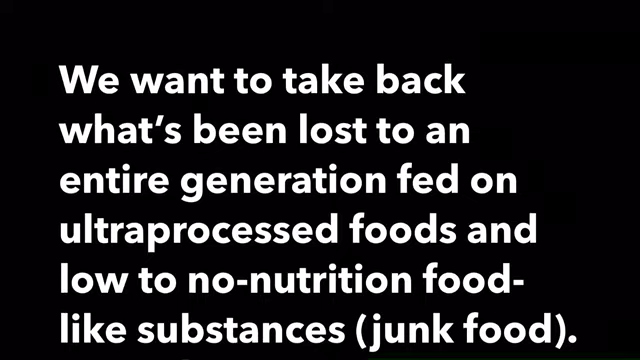 We want to take back
what’s been lost to an
entire generation fed on
ultraprocessed foods and
low to no-nutrition food-
like substances (junk food).